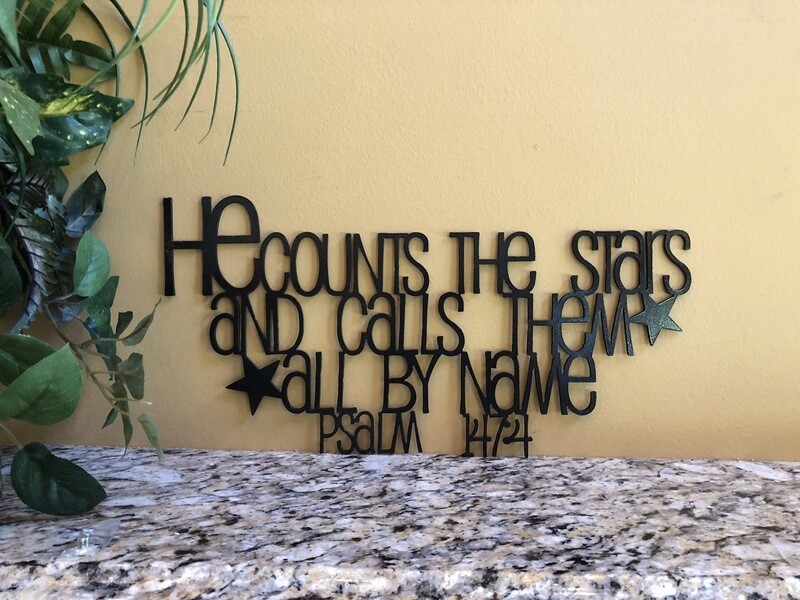 He COUNTS THE STars
aND CaLLS THEM
aLL BY NaMe
PSaLM 147:4